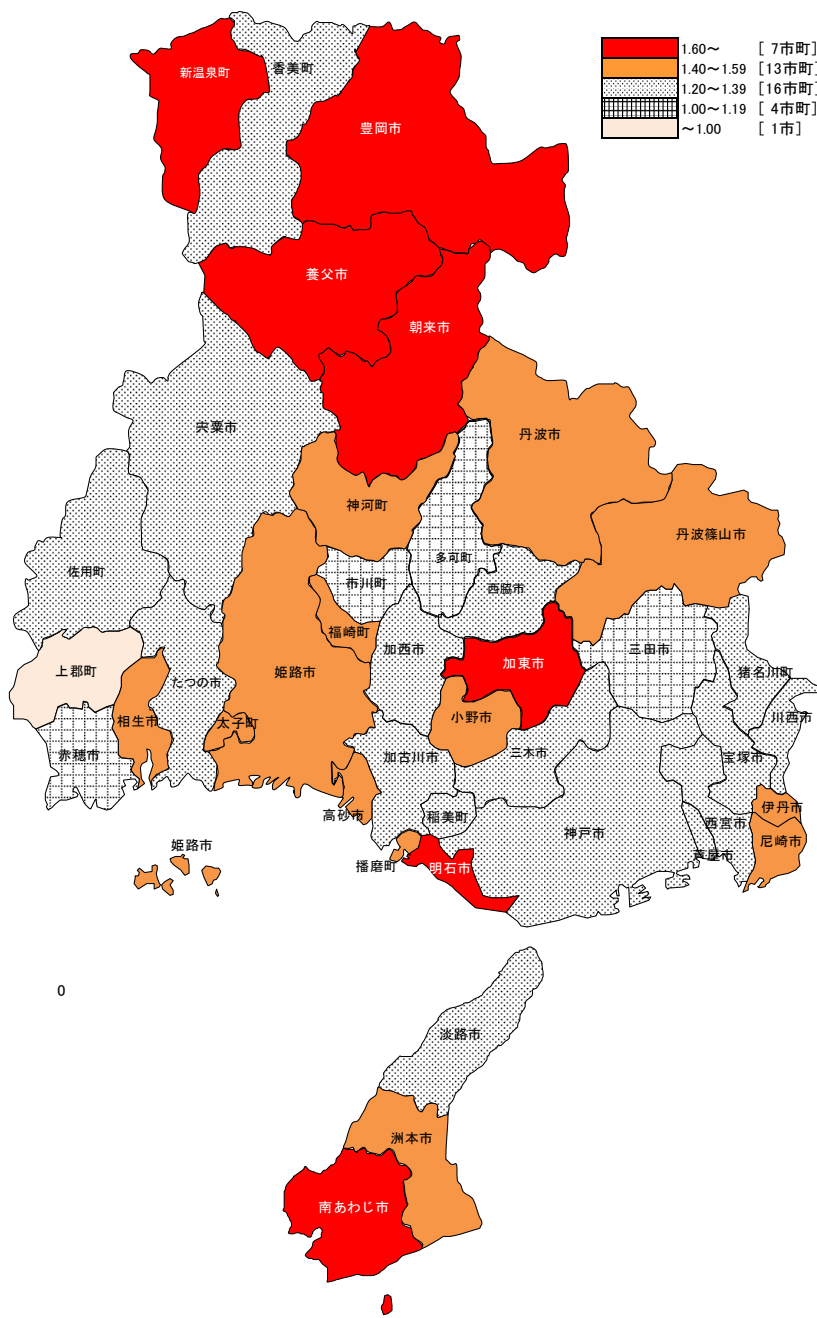 1.60～ [ 7市町]
1.40～1.59 [13市町]
1.20～1.39 [16市町]
1.00～1.19 [ 4市町]
～1.00 [ 1市]
新温泉町
香美町
豊岡市
養父市
朝来市
宍粟市
丹波市
神河町
丹波篠山市
多可町
佐用町
市川町
西脇市
福崎町
加西市
三田市
加東市
上郡町
姫路市
猪名川町
たつの市
相生市
太子町
小野市
川西市
赤穂市
加古川市
三木市
宝塚市
高砂市
稲美町
伊丹市
神戸市
西宮市
尼崎市
姫路市
芦屋市
播磨町
明石市
0
淡路市
洲本市
南あわじ市